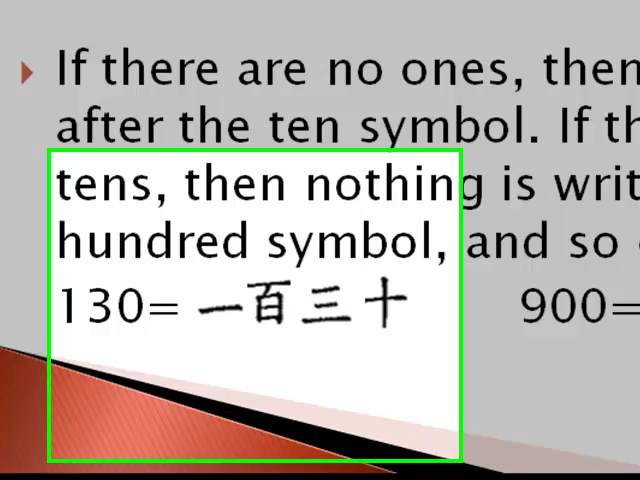 If there are no ones, then
after the ten symbol. If th
tens, then nothing is writ
hundred symbol, and so
130= 一百三十 900=